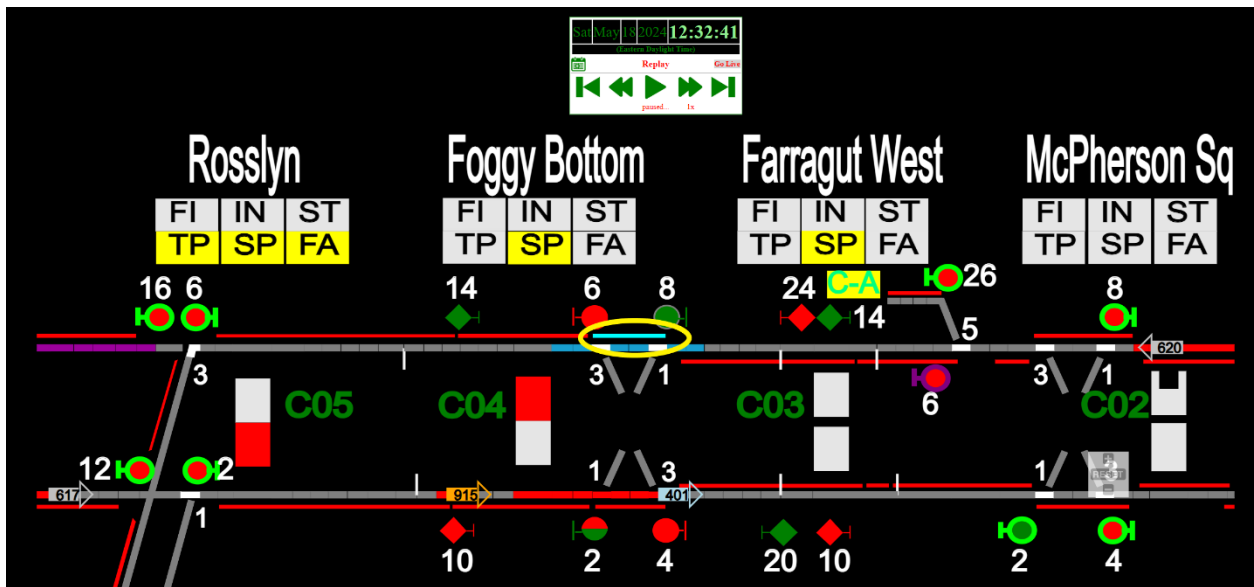 Sat May 18 2024 12:32:41
(Eastern Daylight Time)
Replay Go Live
paused... 1x
Rosslyn Foggy Bottom Farragut West McPherson Sq
FI IN ST FI IN ST FI IN ST FI IN ST
TP SP FA TP SP FA TP SP FA TP SP FA
16 6 14 6 8 24 C-A 26 8
14
5
620
3 3 1 3 1
6
C05 C04 C03 C02
12 2 1 3 1 3
RESET
617 915 401
1
10 2 4 20 10 2 4